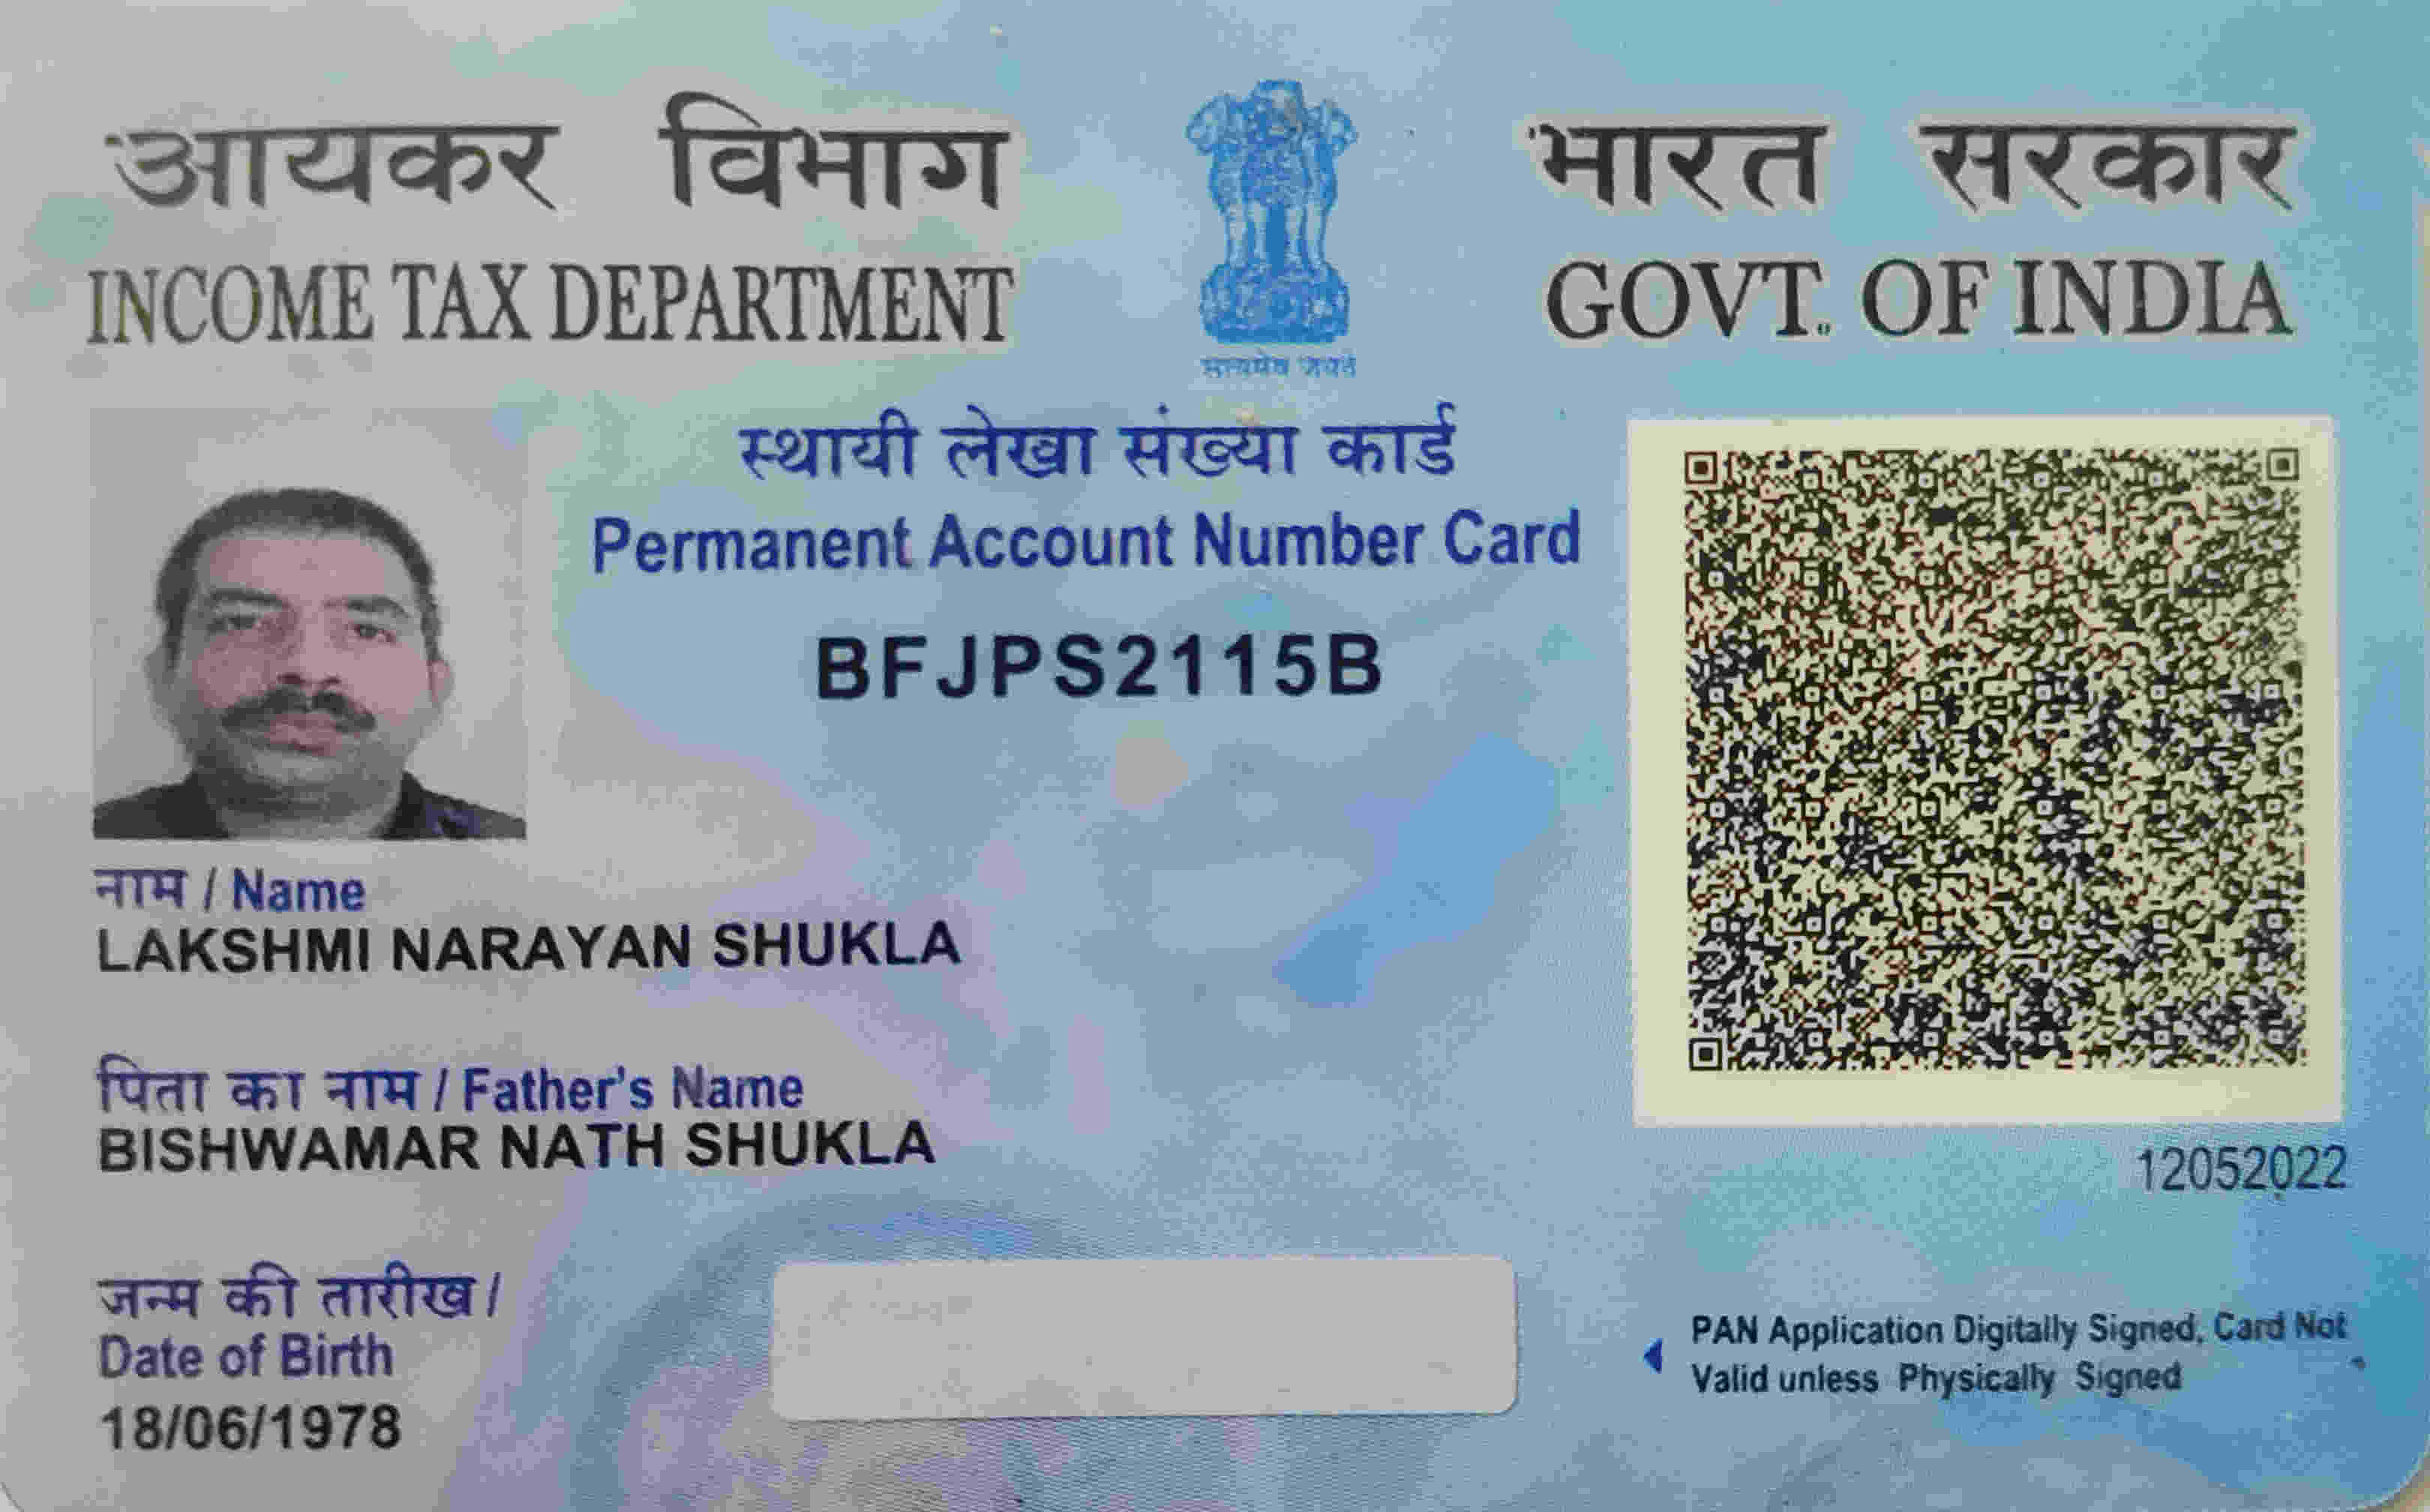 आयकर विभाग
INCOME TAX DEPARTMENT
भारत सरकार
GOVT. OF INDIA
सत्यमेव जयते
स्थायी लेखा संख्या कार्ड
Permanent Account Number Card
BFJPS2115B
नाम / Name
LAKSHMI NARAYAN SHUKLA
पिता का नाम / Father's Name
BISHWAMAR NATH SHUKLA
12052022
जन्म की तारीख /
Date of Birth
18/06/1978
PAN Application Digitally Signed, Card Not
Valid unless Physically Signed